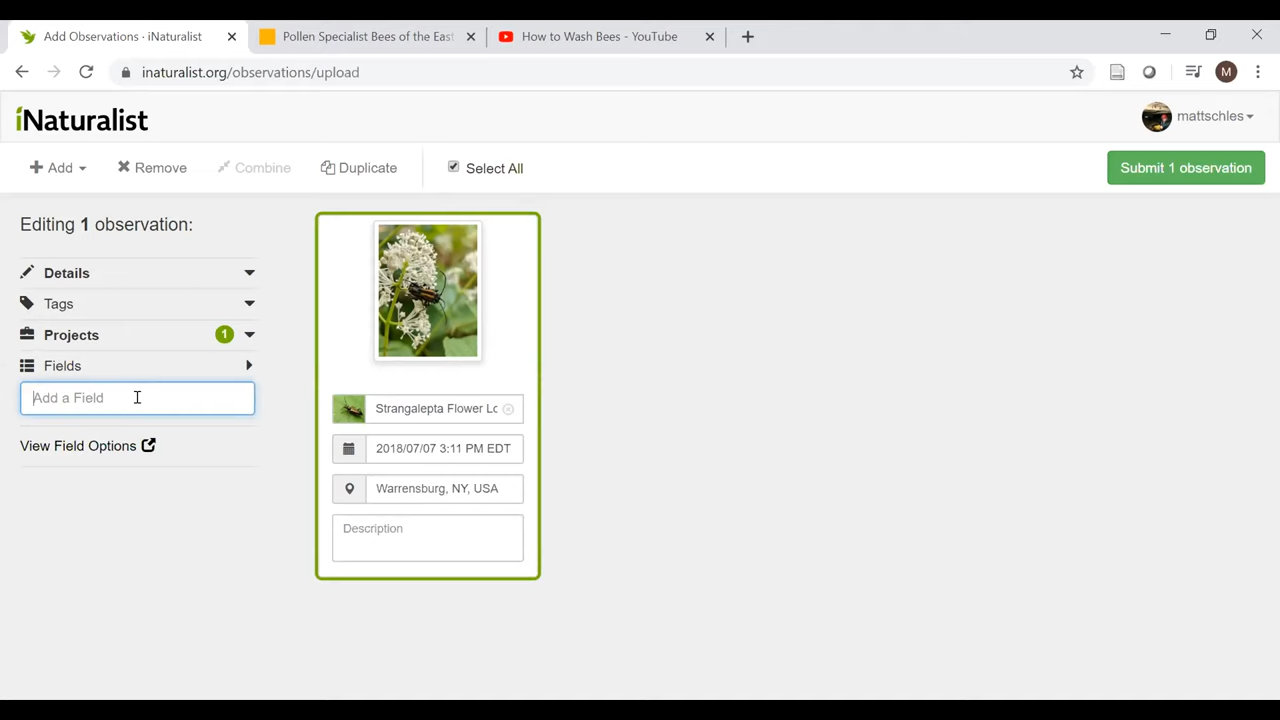 Add Observations · iNaturalist
Pollen Specialist Bees of the East
How to Wash Bees - YouTube
inaturalist.org/observations/upload
M
iNaturalist
mattschles
Add
Remove
Combine
Duplicate
Select All
Submit 1 observation
Editing 1 observation:
Details
Tags
Projects 1
Fields
Add a Field
View Field Options
Strangalepta Flower Lo
2018/07/07 3:11 PM EDT
Warrensburg, NY, USA
Description